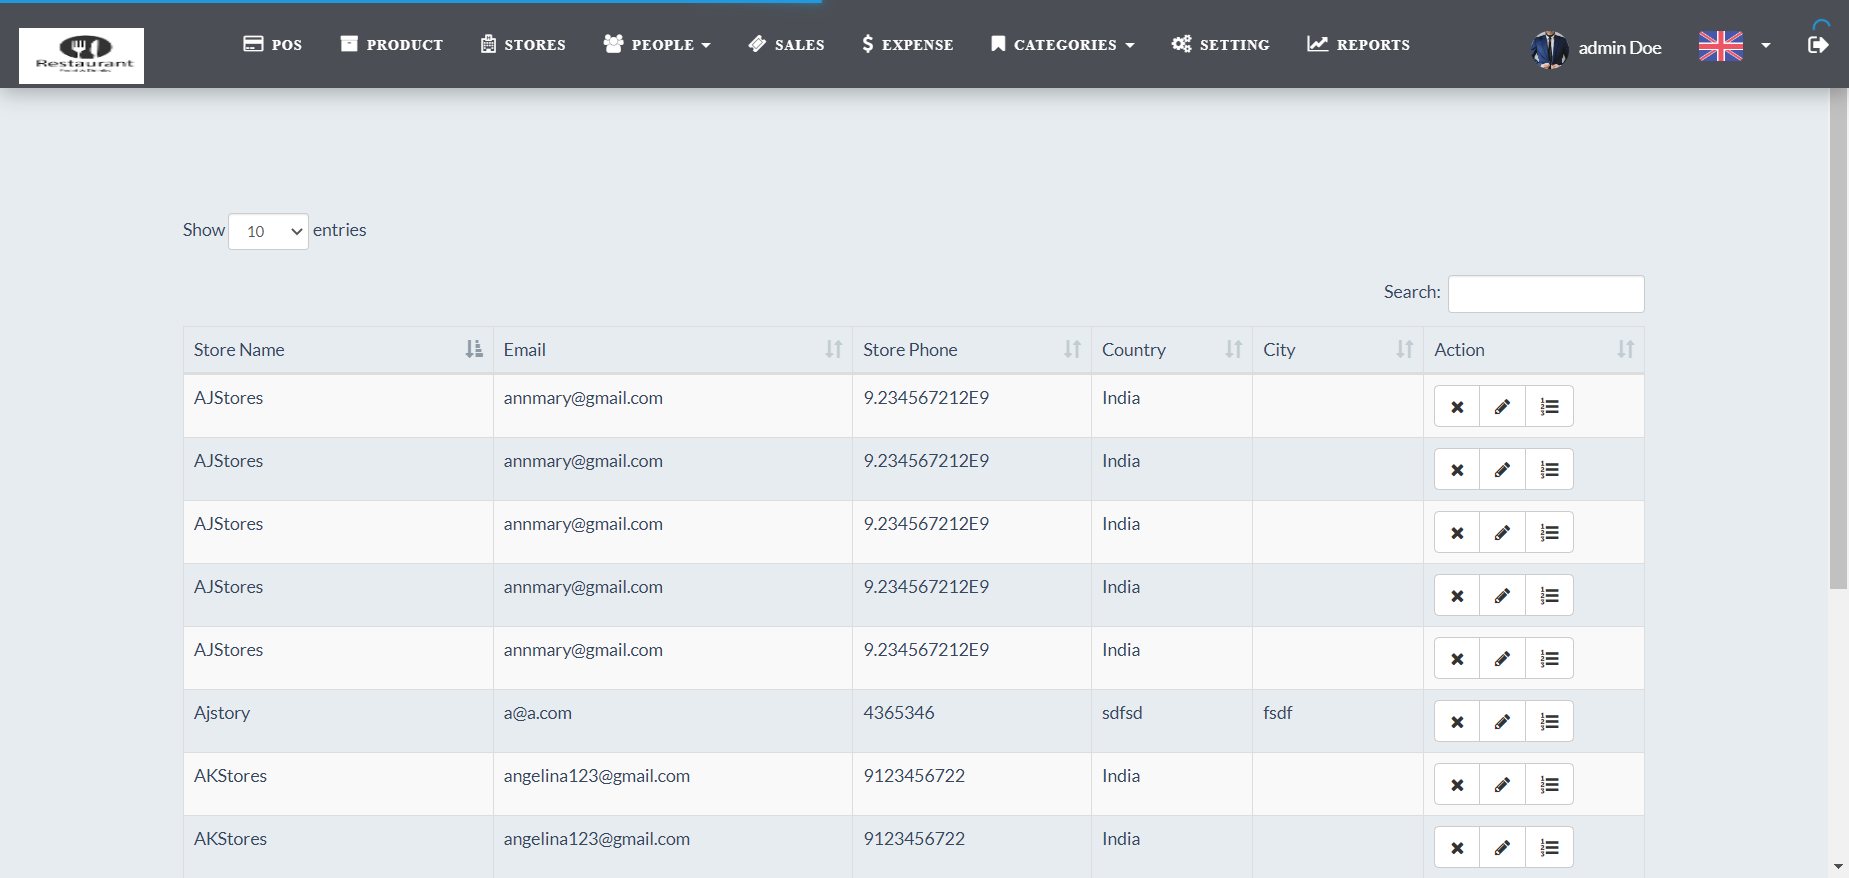 Restaurant
POS PRODUCT STORES PEOPLE SALES EXPENSE CATEGORIES SETTING REPORTS admin Doe
Show 10 entries
Search:
Store Name Email Store Phone Country City Action
AJStores annmary@gmail.com 9.234567212E9 India
AJStores annmary@gmail.com 9.234567212E9 India
AJStores annmary@gmail.com 9.234567212E9 India
AJStores annmary@gmail.com 9.234567212E9 India
AJStores annmary@gmail.com 9.234567212E9 India
Ajstory a@a.com 4365346 sdfsd fsdf
AKStores angelina123@gmail.com 9123456722 India
AKStores angelina123@gmail.com 9123456722 India